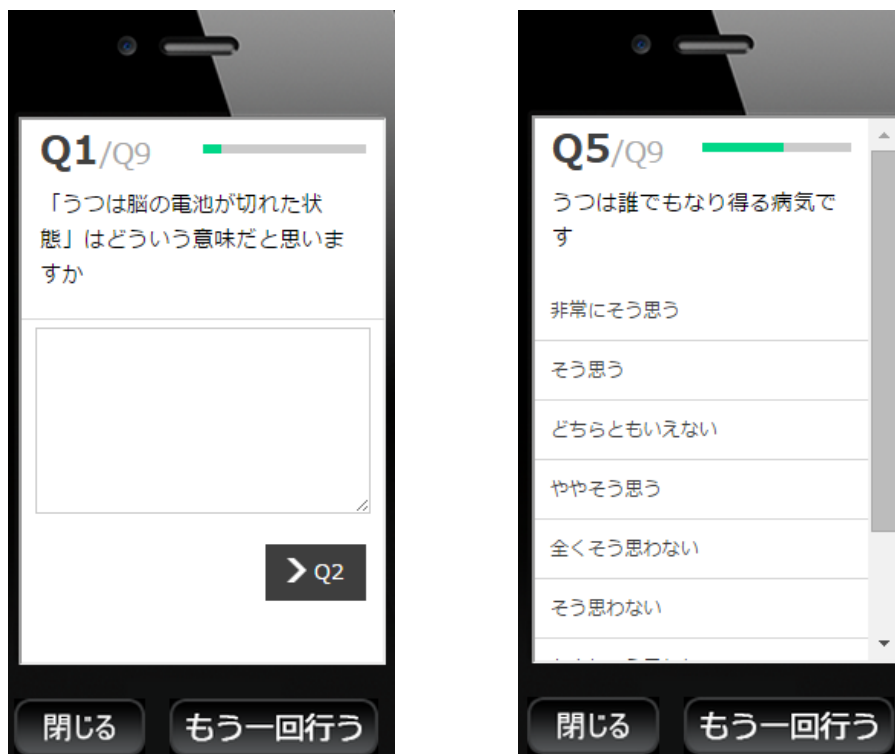 Q1/Q9
「うつは脳の電池が切れた状
態」はどういう意味だと思いま
すか
Q2
閉じる
もう一回行う
Q5/Q9
うつは誰でもなり得る病気で
す
非常にそう思う
そう思う
どちらともいえない
ややそう思う
全くそう思わない
そう思わない
閉じる
もう一回行う